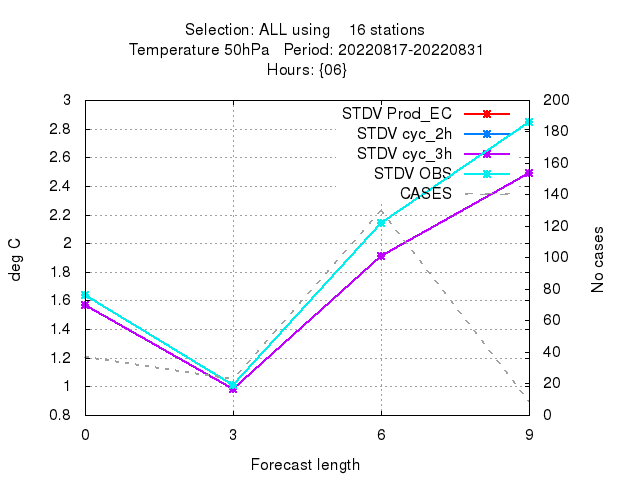 Selection: ALL using    16 stations
Temperature 50hPa   Period: 20220817-20220831
Hours: {06}
3
2.8
2.6
2.4
2.2
2
1.8
1.6
1.4
1.2
1
0.8
deg C
STDV Prod_EC
STDV cyc_2h
STDV cyc_3h
STDV OBS
CASES
200
180
160
140
120
100
80
60
40
20
0
No cases
0 3 6 9
Forecast length